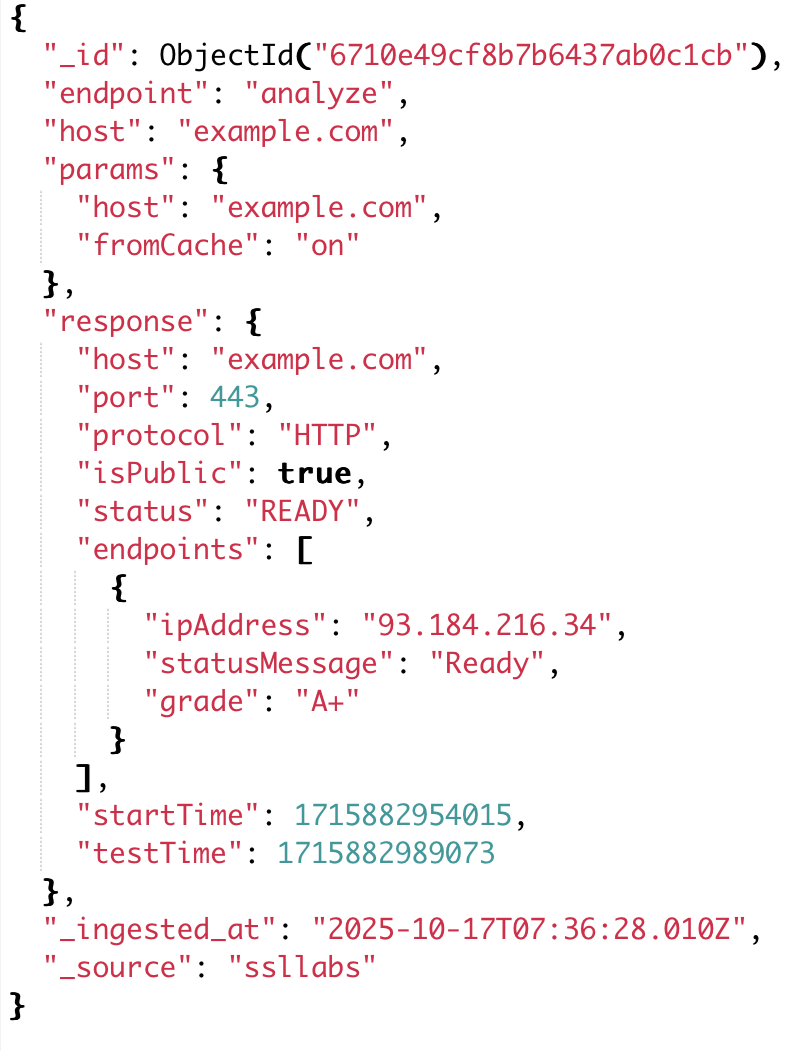 {
  "_id": ObjectId("6710e49cf8b7b6437ab0c1cb"),
  "endpoint": "analyze",
  "host": "example.com",
  "params": {
    "host": "example.com",
    "fromCache": "on"
  },
  "response": {
    "host": "example.com",
    "port": 443,
    "protocol": "HTTP",
    "isPublic": true,
    "status": "READY",
    "endpoints": [
      {
        "ipAddress": "93.184.216.34",
        "statusMessage": "Ready",
        "grade": "A+"
      }
    ],
    "startTime": 1715882954015,
    "testTime": 1715882989073
  },
  "_ingested_at": "2025-10-17T07:36:28.010Z",
  "_source": "ssllabs"
}